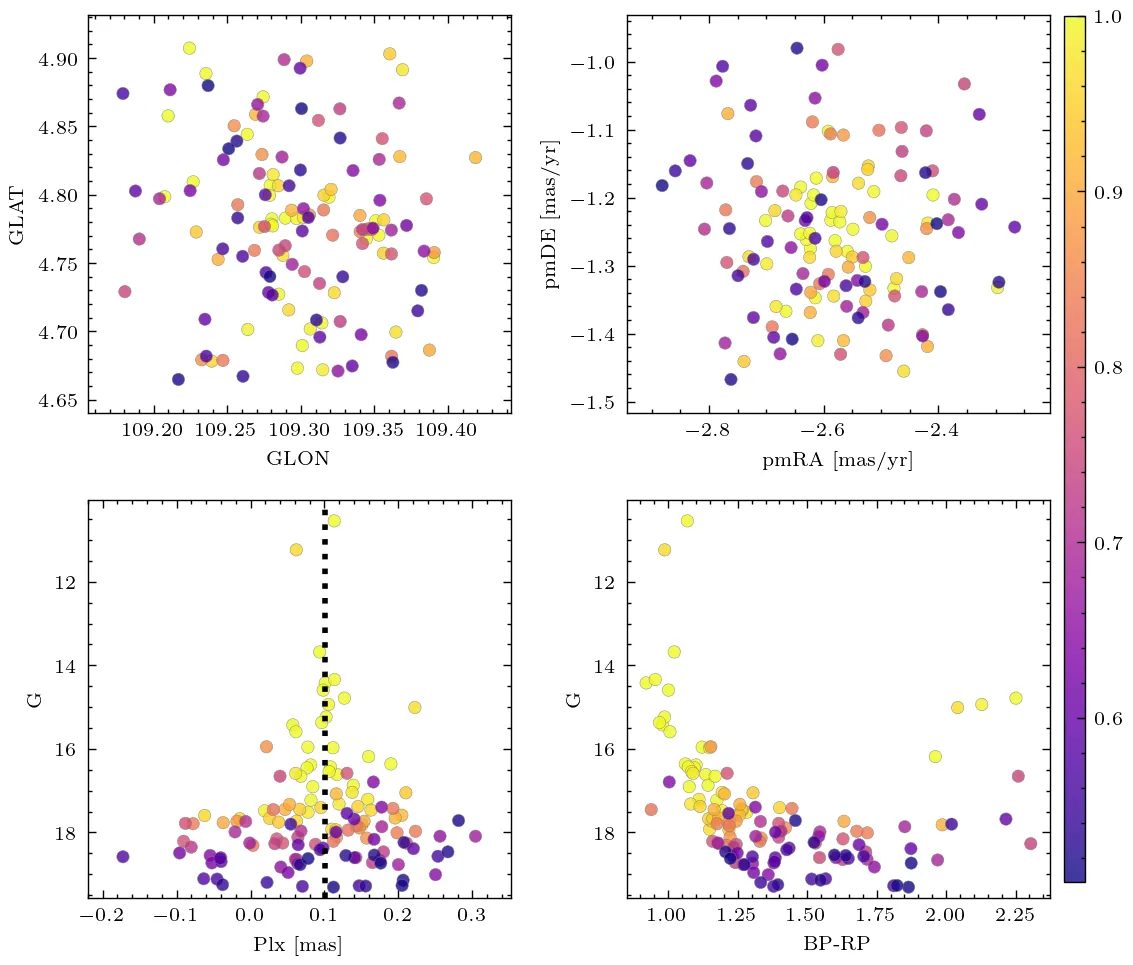 4.90
4.85
4.80
4.75
4.70
4.65
GLAT
109.20 109.25 109.30 109.35 109.40
GLON
−1.0
−1.1
−1.2
−1.3
−1.4
−1.5
pmDE [mas/yr]
−2.8 −2.6 −2.4
pmRA [mas/yr]
1.0
0.9
0.8
0.7
0.6
12
14
16
18
G
−0.2 −0.1 0.0 0.1 0.2 0.3
Plx [mas]
12
14
16
18
G
1.00 1.25 1.50 1.75 2.00 2.25
BP-RP